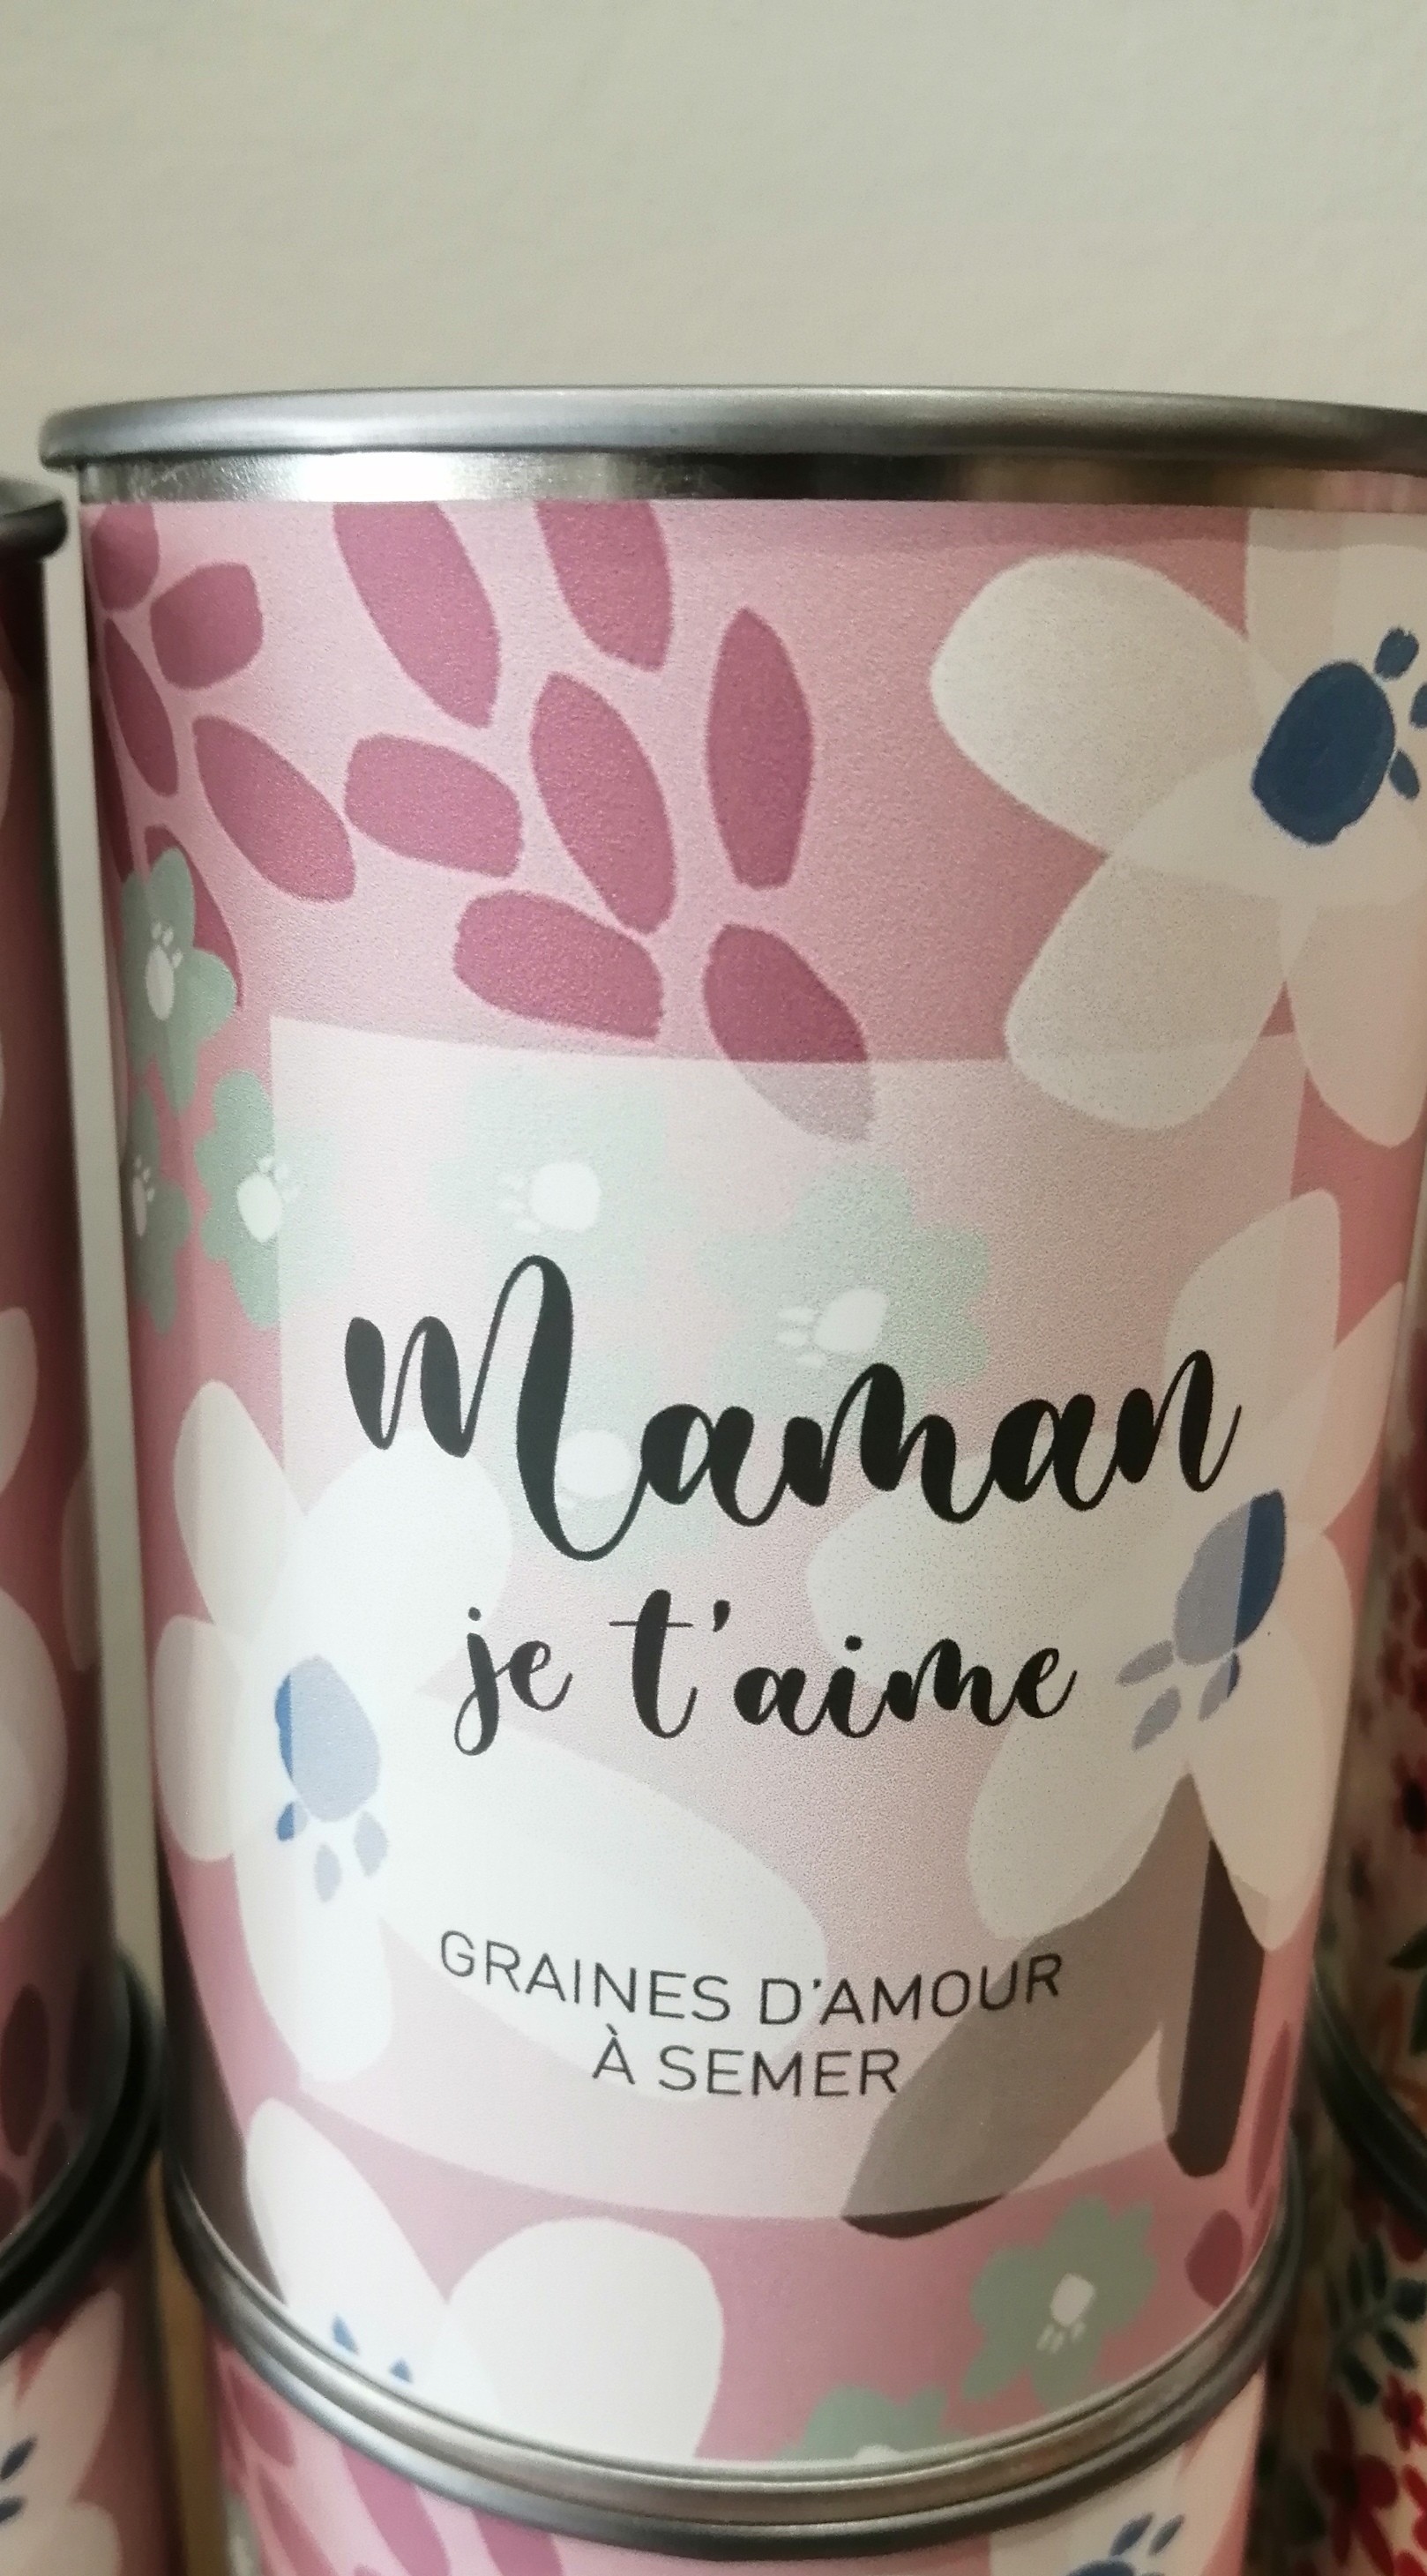 Maman
je t'aime
GRAINES D'AMOUR
À SEMER